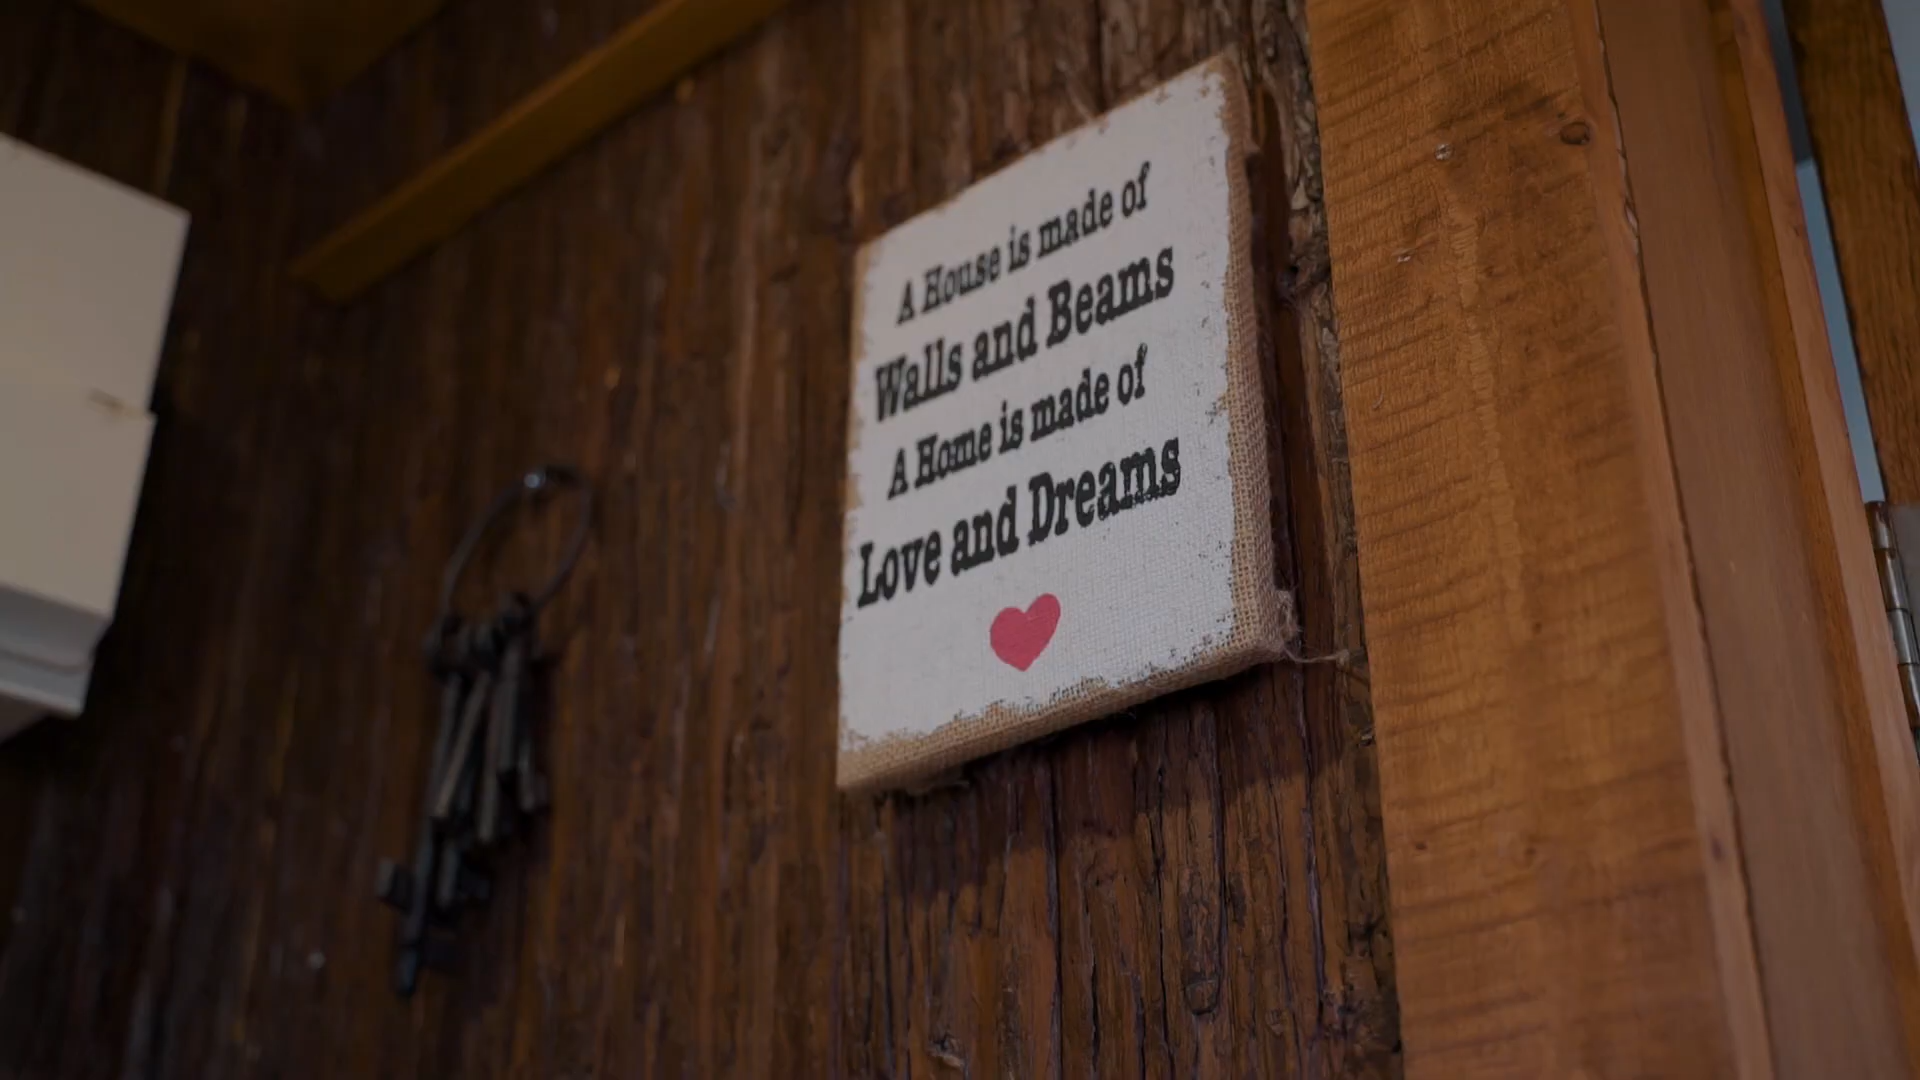 A House is made of
Walls and Beams
A Home is made of
Love and Dreams